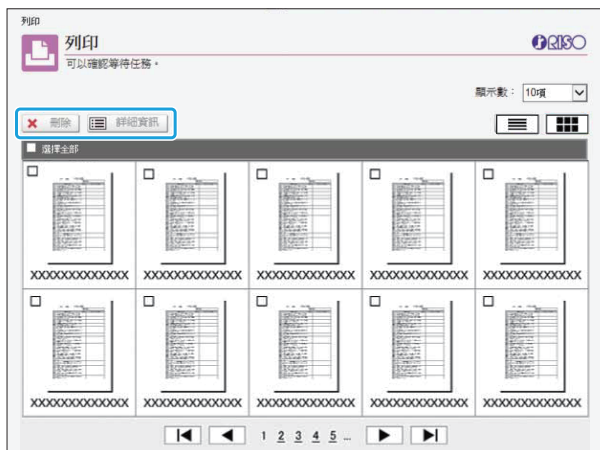 列印
列印
RISO
可以確認等待任務。
顯示數： 10項
刪除 詳細資訊
選擇全部
XXXXXXXXXXXXX XXXXXXXXXXXXX XXXXXXXXXXXXX XXXXXXXXXXXXX XXXXXXXXXXXXX
XXXXXXXXXXXXX XXXXXXXXXXXXX XXXXXXXXXXXXX XXXXXXXXXXXXX XXXXXXXXXXXXX
1 2 3 4 5 ...